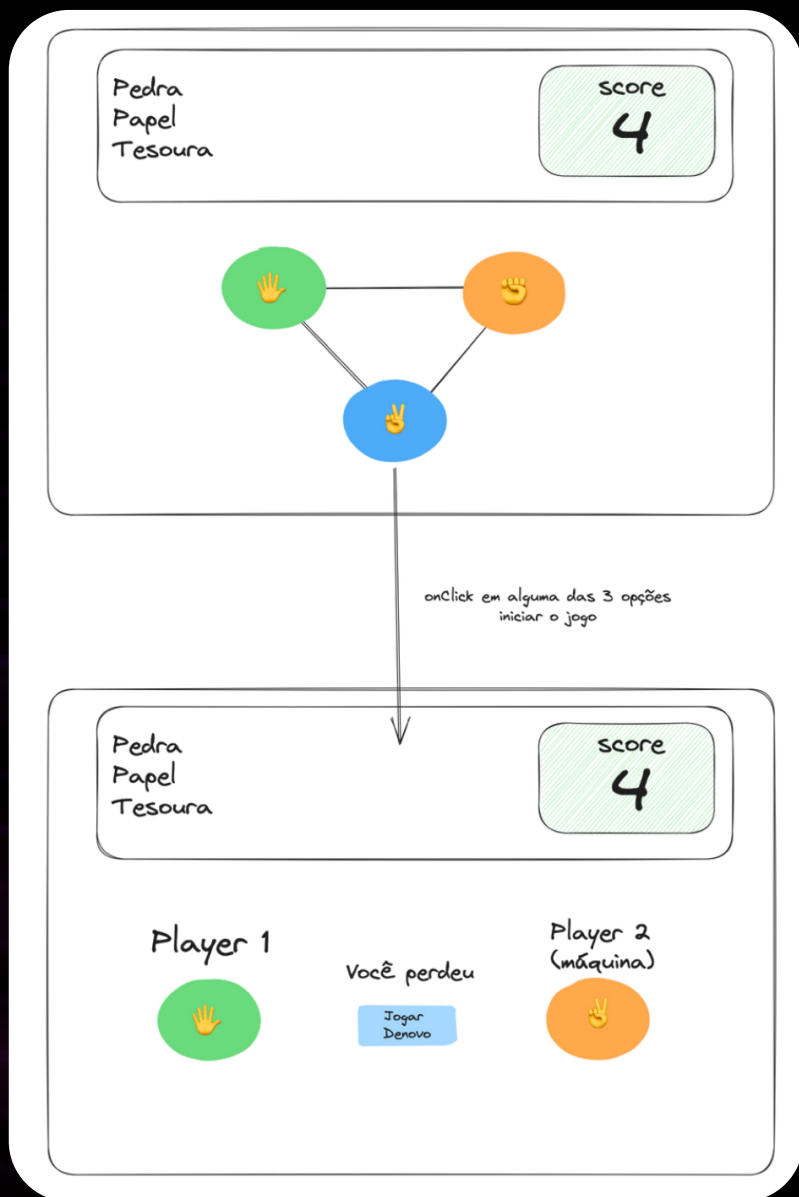 Pedra
Papel
Tesoura
score
4
onClick em alguma das 3 opções
iniciar o jogo
Pedra
Papel
Tesoura
score
4
Player 1
Você perdeu
Jogar
Denovo
Player 2
(máquina)